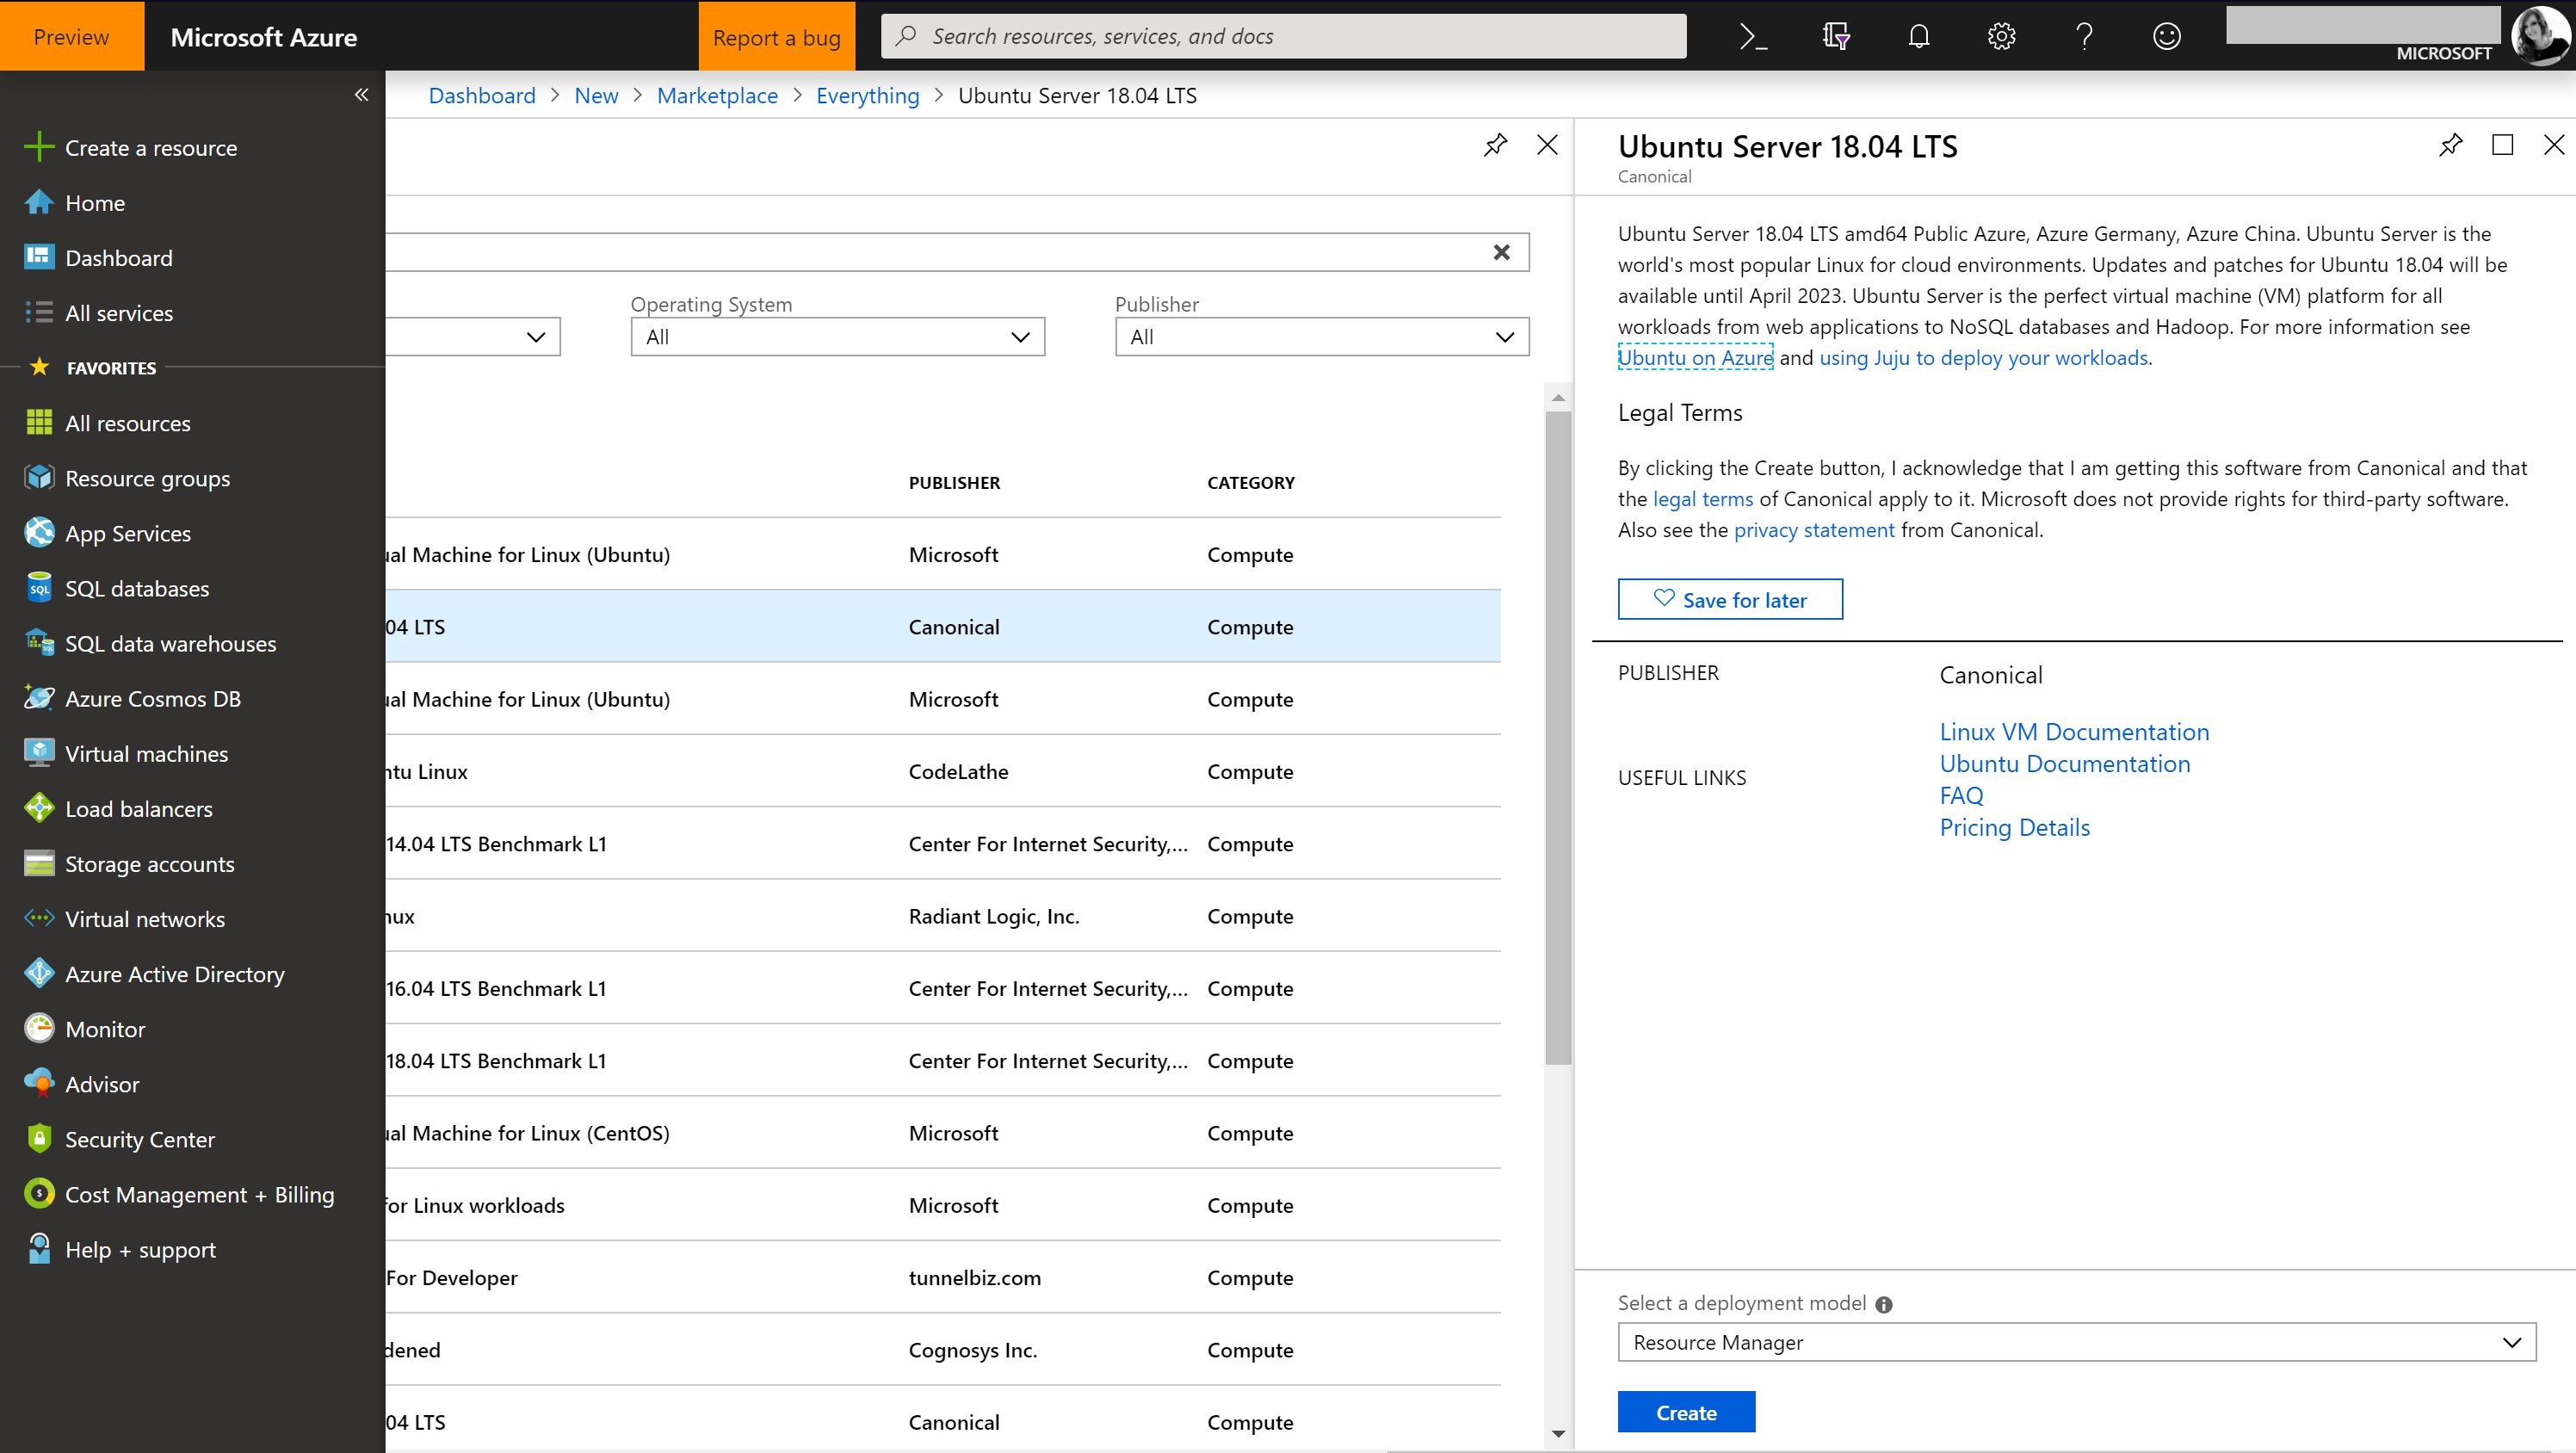 Preview
Microsoft Azure
Report a bug
Search resources, services, and docs
MICROSOFT
Create a resource
Home
Dashboard
All services
FAVORITES
All resources
Resource groups
App Services
SQL databases
SQL data warehouses
Azure Cosmos DB
Virtual machines
Load balancers
Storage accounts
Virtual networks
Azure Active Directory
Monitor
Advisor
Security Center
Cost Management + Billing
Help + support
Dashboard > New > Marketplace > Everything > Ubuntu Server 18.04 LTS
Operating System
All
Publisher
All
PUBLISHER CATEGORY
ual Machine for Linux (Ubuntu) Microsoft Compute
04 LTS Canonical Compute
ual Machine for Linux (Ubuntu) Microsoft Compute
ntu Linux CodeLathe Compute
14.04 LTS Benchmark L1 Center For Internet Security,... Compute
nux Radiant Logic, Inc. Compute
16.04 LTS Benchmark L1 Center For Internet Security,... Compute
18.04 LTS Benchmark L1 Center For Internet Security,... Compute
ual Machine for Linux (CentOS) Microsoft Compute
for Linux workloads Microsoft Compute
For Developer tunnelbiz.com Compute
dened Cognosys Inc. Compute
04 LTS Canonical Compute
Ubuntu Server 18.04 LTS
Canonical
Ubuntu Server 18.04 LTS amd64 Public Azure, Azure Germany, Azure China. Ubuntu Server is the
world's most popular Linux for cloud environments. Updates and patches for Ubuntu 18.04 will be
available until April 2023. Ubuntu Server is the perfect virtual machine (VM) platform for all
workloads from web applications to NoSQL databases and Hadoop. For more information see
Ubuntu on Azure and using Juju to deploy your workloads.
Legal Terms
By clicking the Create button, I acknowledge that I am getting this software from Canonical and that
the legal terms of Canonical apply to it. Microsoft does not provide rights for third-party software.
Also see the privacy statement from Canonical.
Save for later
PUBLISHER Canonical
USEFUL LINKS
Linux VM Documentation
Ubuntu Documentation
FAQ
Pricing Details
Select a deployment model
Resource Manager
Create